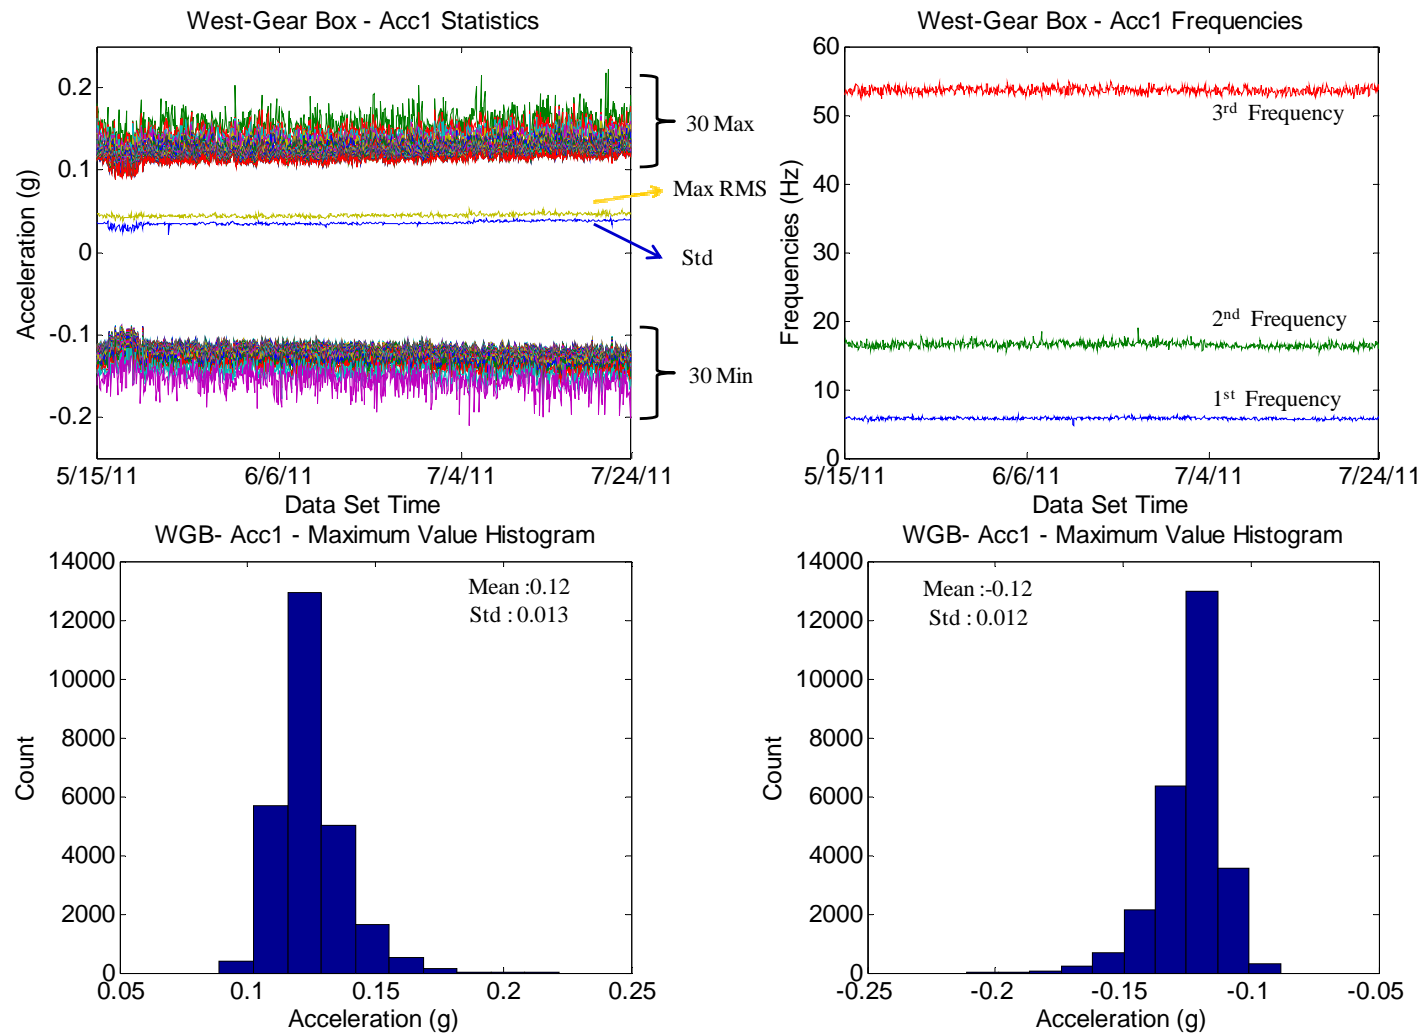 West-Gear Box - Acc1 Statistics
0.2
0.1
0
-0.1
-0.2
Acceleration (g)
30 Max
Max RMS
Std
30 Min
5/15/11 6/6/11 7/4/11 7/24/11
Data Set Time
West-Gear Box - Acc1 Frequencies
60
50
40
30
20
10
0
Frequencies (Hz)
3rd Frequency
2nd Frequency
1st Frequency
5/15/11 6/6/11 7/4/11 7/24/11
Data Set Time
WGB- Acc1 - Maximum Value Histogram
14000
12000
10000
8000
6000
4000
2000
0
Count
Mean :0.12
Std : 0.013
0.05 0.1 0.15 0.2 0.25
Acceleration (g)
WGB- Acc1 - Maximum Value Histogram
14000
12000
10000
8000
6000
4000
2000
0
Count
Mean :-0.12
Std : 0.012
-0.25 -0.2 -0.15 -0.1 -0.05
Acceleration (g)